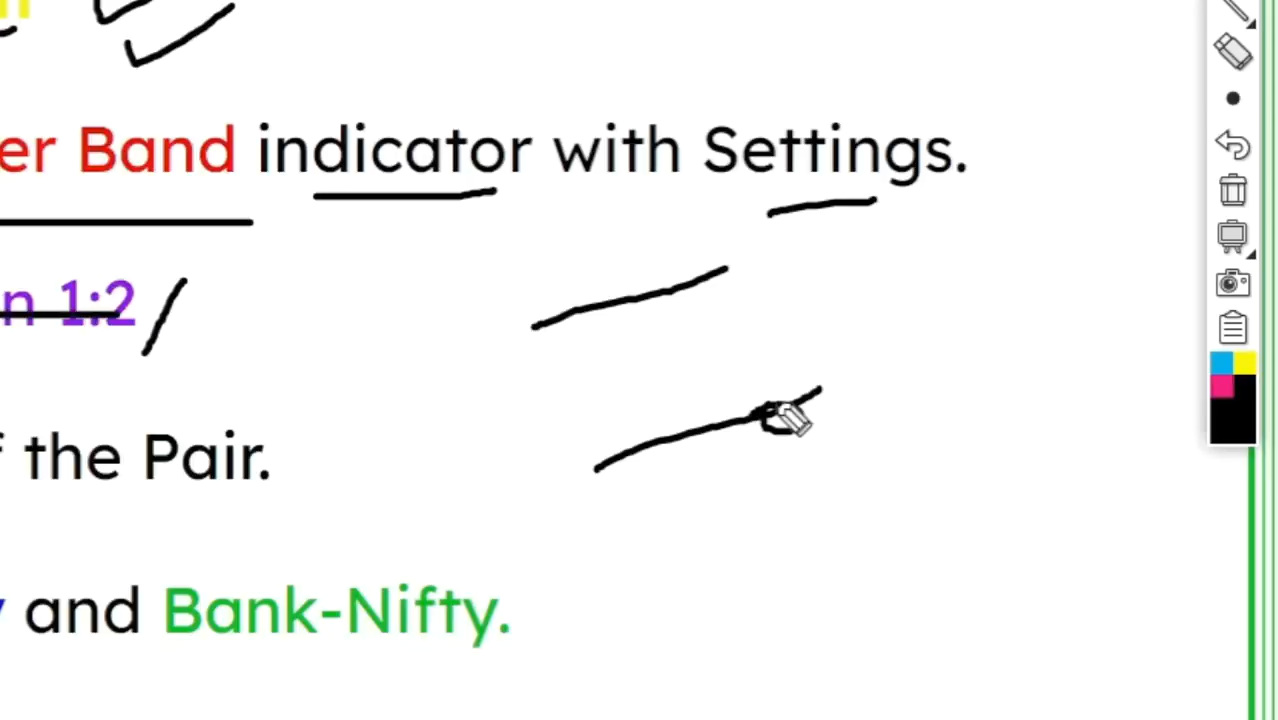 er Band indicator with Settings.
n 1:2
the Pair.
and Bank-Nifty.